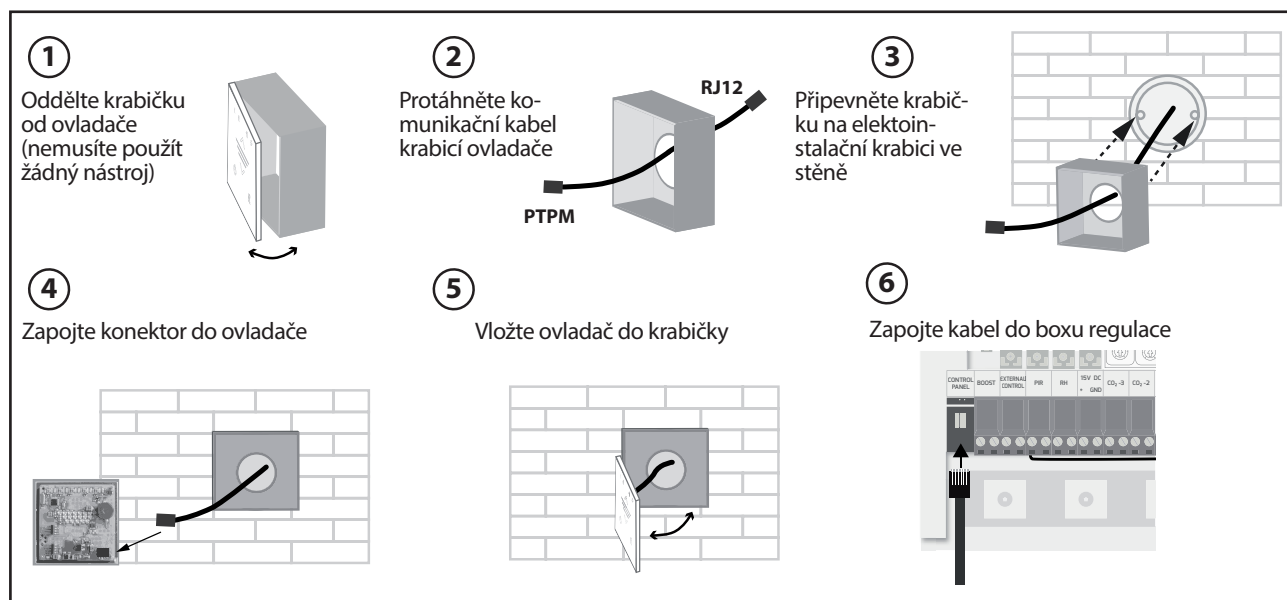 1
Oddělte krabičku
od ovladače
(nemusíte použít
žádný nástroj)
2
Protáhněte ko-
munikační kabel
krabicí ovladače
RJ12
PTPM
3
Připevněte krabič-
ku na elektoin-
stalační krabici ve
stěně
4
Zapojte konektor do ovladače
5
Vložte ovladač do krabičky
6
Zapojte kabel do boxu regulace
CONTROL
PANEL
BOOST
EXTERNAL
CONTROL
PIR
RH
15V DC
+ GND
CO₂ -3
CO₂ -2